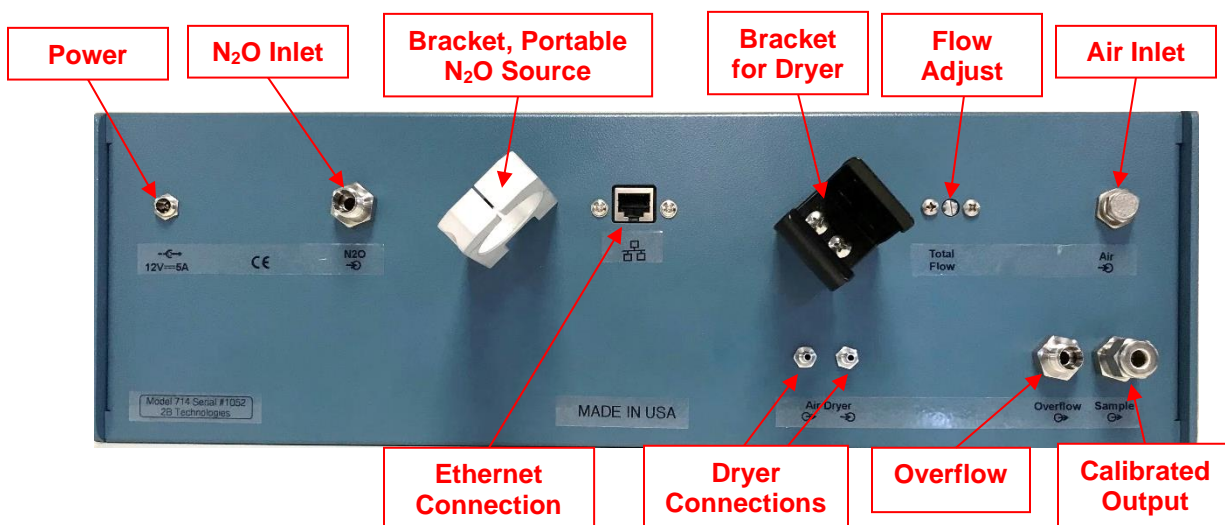 Power
N₂O Inlet
Bracket, Portable
N₂O Source
Bracket
for Dryer
Flow
Adjust
Air Inlet
12V⎓5A
CE
N2O
Total
Flow
Air
Model 714 Serial #1052
2B Technologies
MADE IN USA
Air Dryer
Overflow
Sample
Ethernet
Connection
Dryer
Connections
Overflow
Calibrated
Output